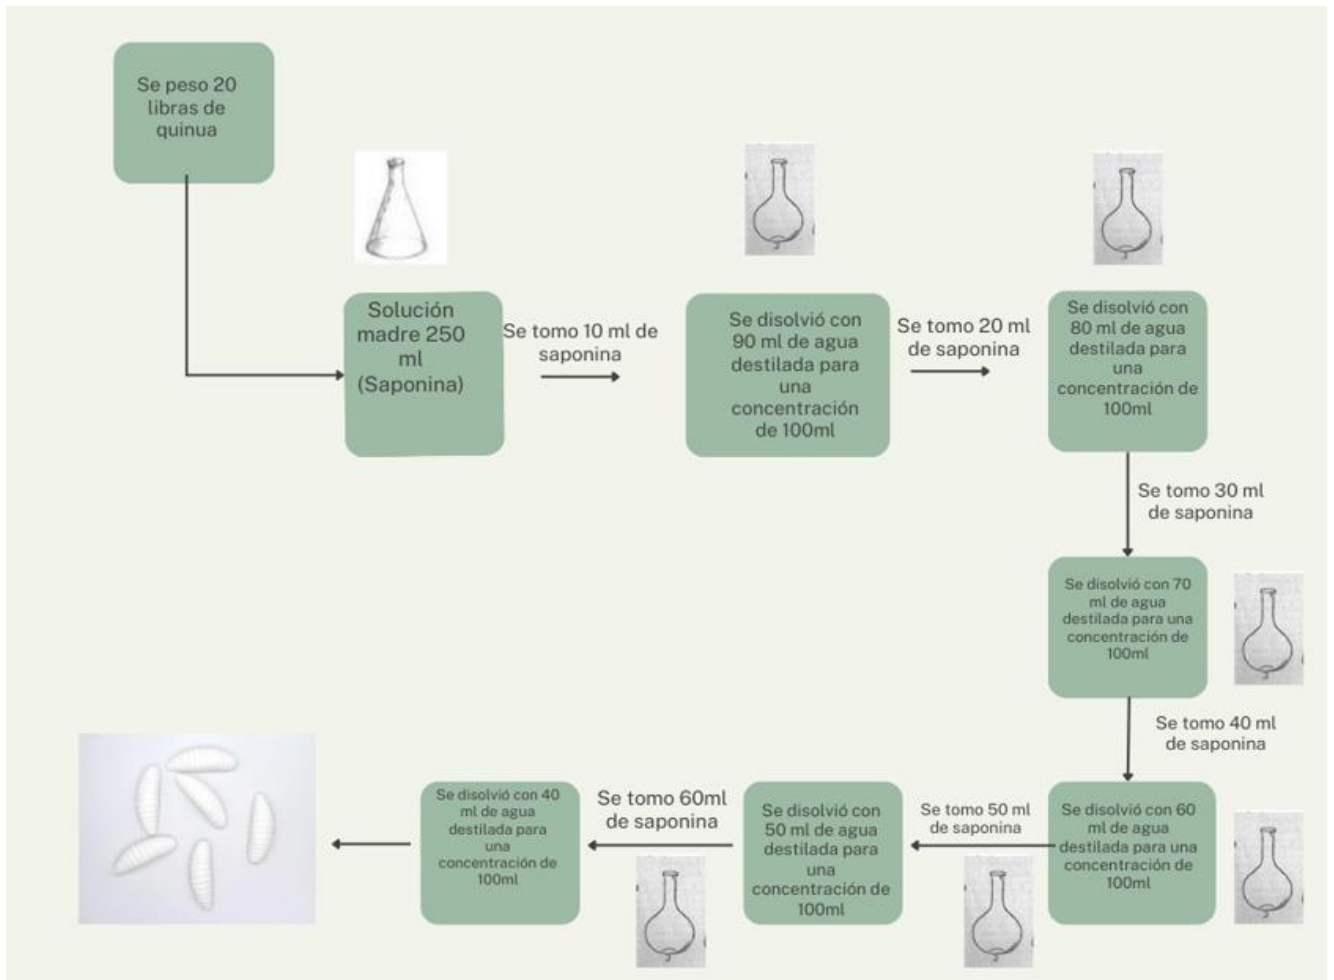 Se peso 20
libras de
quinua
Solución
madre 250
ml
(Saponina)
Se tomo 10 ml de
saponina
Se disolvió con
90 ml de agua
destilada para
una
concentración
de 100ml
Se tomo 20 ml
de saponina
Se disolvió con
80 ml de agua
destilada para
una
concentración de
100ml
Se tomo 30 ml
de saponina
Se disolvió con 70
ml de agua
destilada para una
concentración de
100ml
Se tomo 40 ml
de saponina
Se disolvió con 60
ml de agua
destilada para una
concentración de
100ml
Se tomo 50 ml
de saponina
Se disolvió con
50 ml de agua
destilada para
una
concentración de
100ml
Se tomo 60ml
de saponina
Se disolvió con 40
ml de agua
destilada para
una
concentración de
100ml